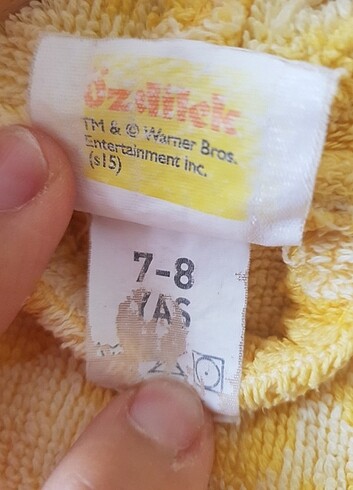 özdilek
TM & © Warner Bros.
Entertainment Inc.
(s15)
7-8
YAŞ